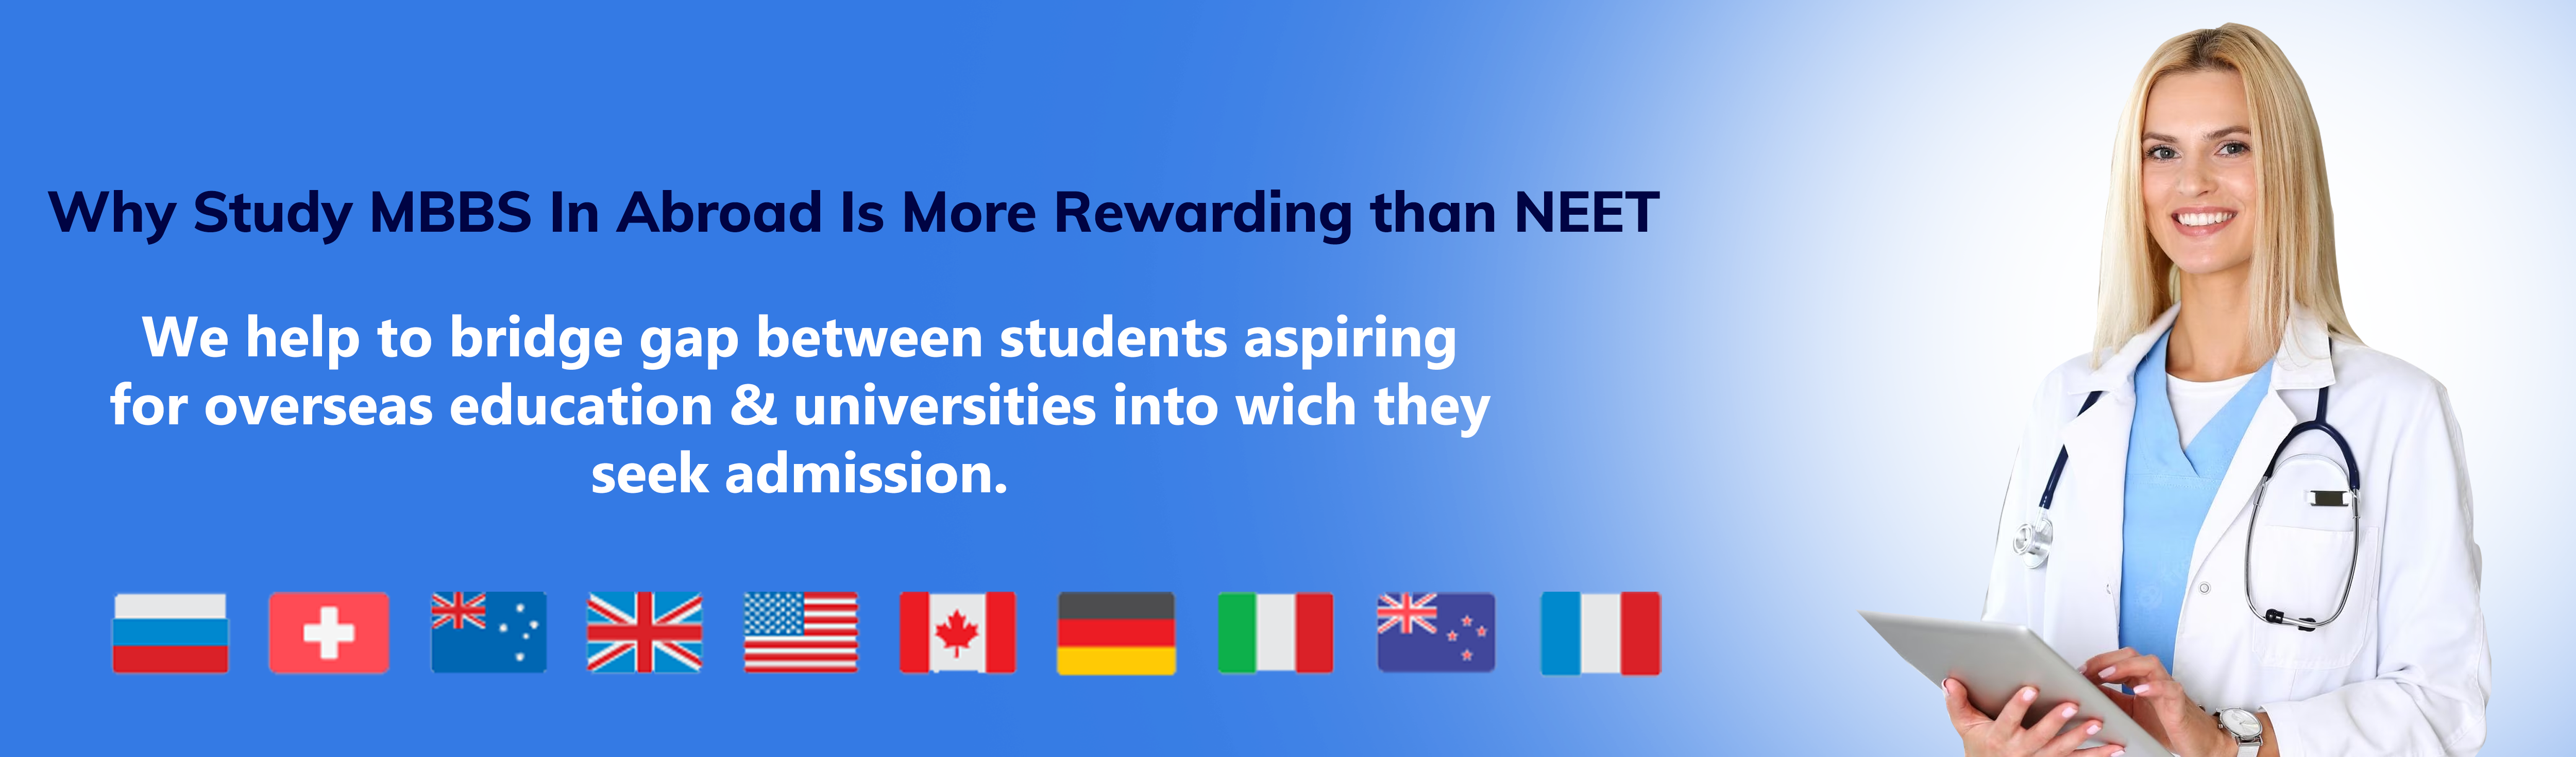 Why Study MBBS In Abroad Is More Rewarding than NEET
We help to bridge gap between students aspiring
for overseas education & universities into wich they
seek admission.